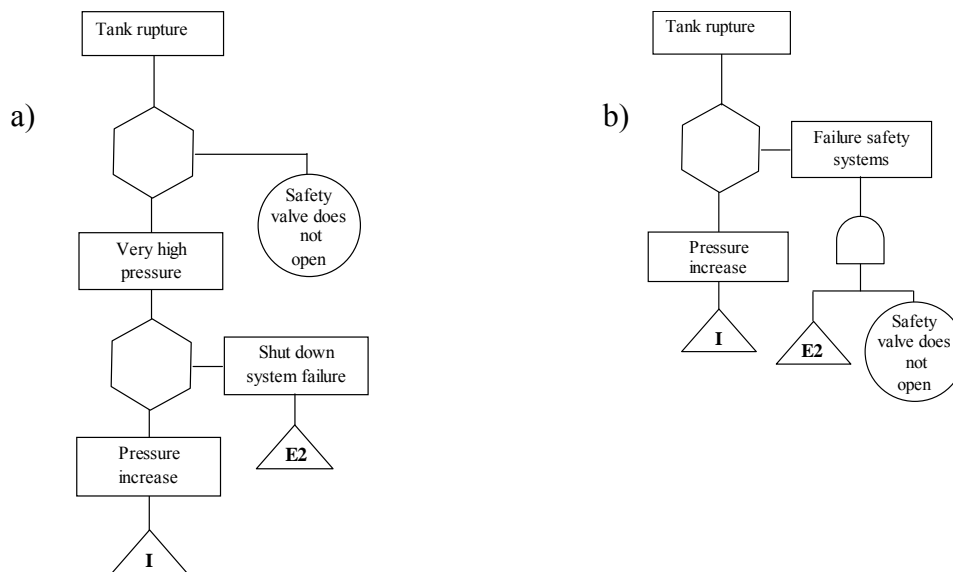 a)
Tank rupture
Safety
valve does
not
open
Very high
pressure
Shut down
system failure
E2
Pressure
increase
I
b)
Tank rupture
Failure safety
systems
Pressure
increase
I
E2
Safety
valve does
not
open